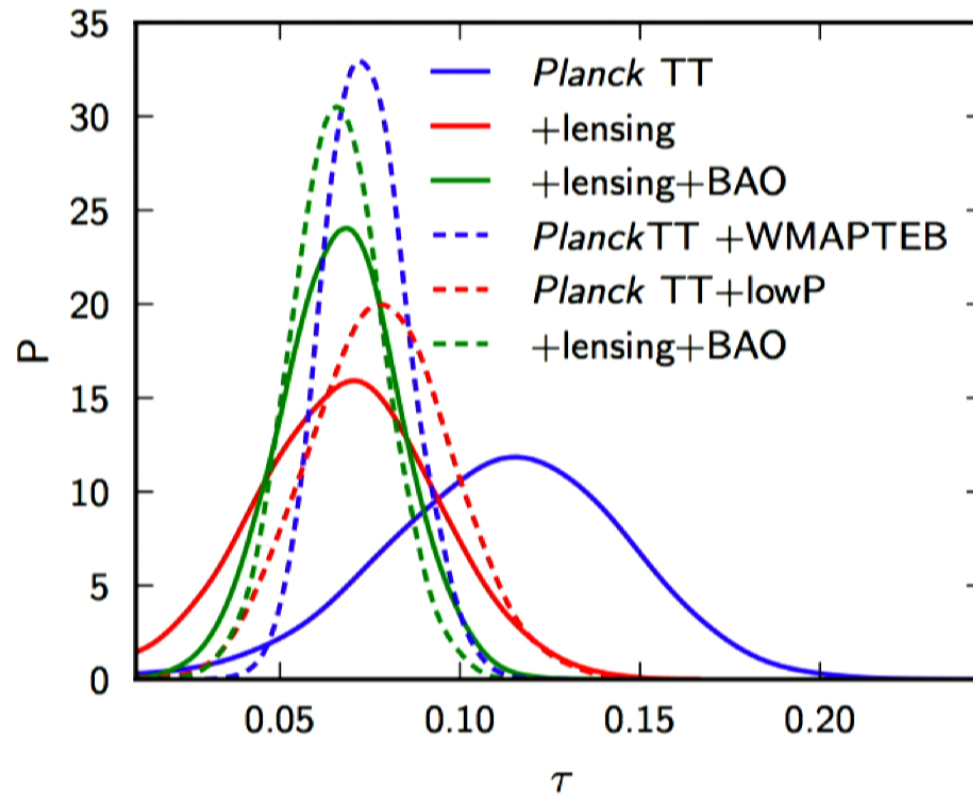 35
30
25
20
15
10
5
0
P
Planck TT
+lensing
+lensing+BAO
PlanckTT +WMAPTEB
Planck TT+lowP
+lensing+BAO
0.05 0.10 0.15 0.20
τ